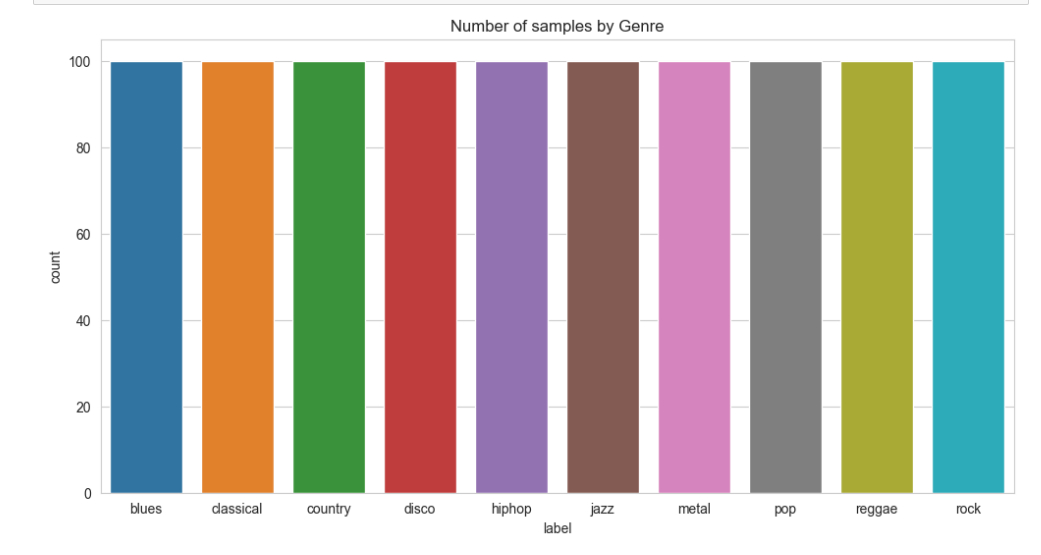 Number of samples by Genre
100
80
60
40
20
0
count
blues classical country disco hiphop jazz metal pop reggae rock
label